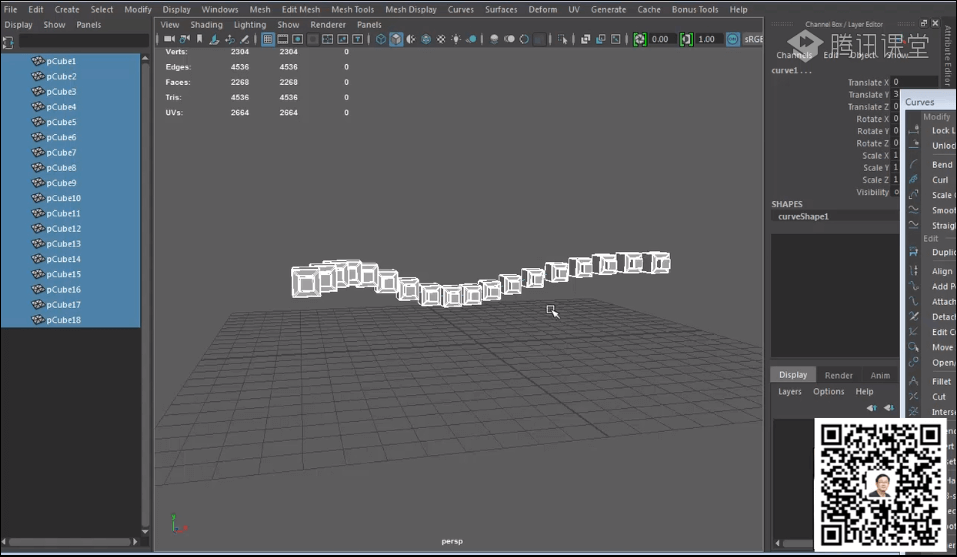 File Edit Create Select Modify Display Windows Mesh Edit Mesh Mesh Tools Mesh Display Curves Surfaces Deform UV Generate Cache Bonus Tools Help
Display Show Panels
View Shading Lighting Show Renderer Panels
0.00 1.00 sRGB
Channel Box / Layer Editor
腾讯课堂
Channels Edit Object Show
Attribute Editor
pCube1
pCube2
pCube3
pCube4
pCube5
pCube6
pCube7
pCube8
pCube9
pCube10
pCube11
pCube12
pCube13
pCube14
pCube15
pCube16
pCube17
pCube18
Verts: 2304 2304 0
Edges: 4536 4536 0
Faces: 2268 2268 0
Tris: 4536 4536 0
UVs: 2664 2664 0
persp
curve1 . . .
Translate X 0
Translate Y 3
Translate Z 0
Rotate X 0
Rotate Y 0
Rotate Z 0
Scale X 1
Scale Y 1
Scale Z 1
Visibility
SHAPES
curveShape1
Display Render Anim
Layers Options Help
Curves
Modify
Lock L
Unloc
Bend
Curl
Scale
Smoo
Straig
Edit
Duplic
Align
Add P
Attach
Detac
Edit C
Move
Open/
Fillet
Cut
Inters